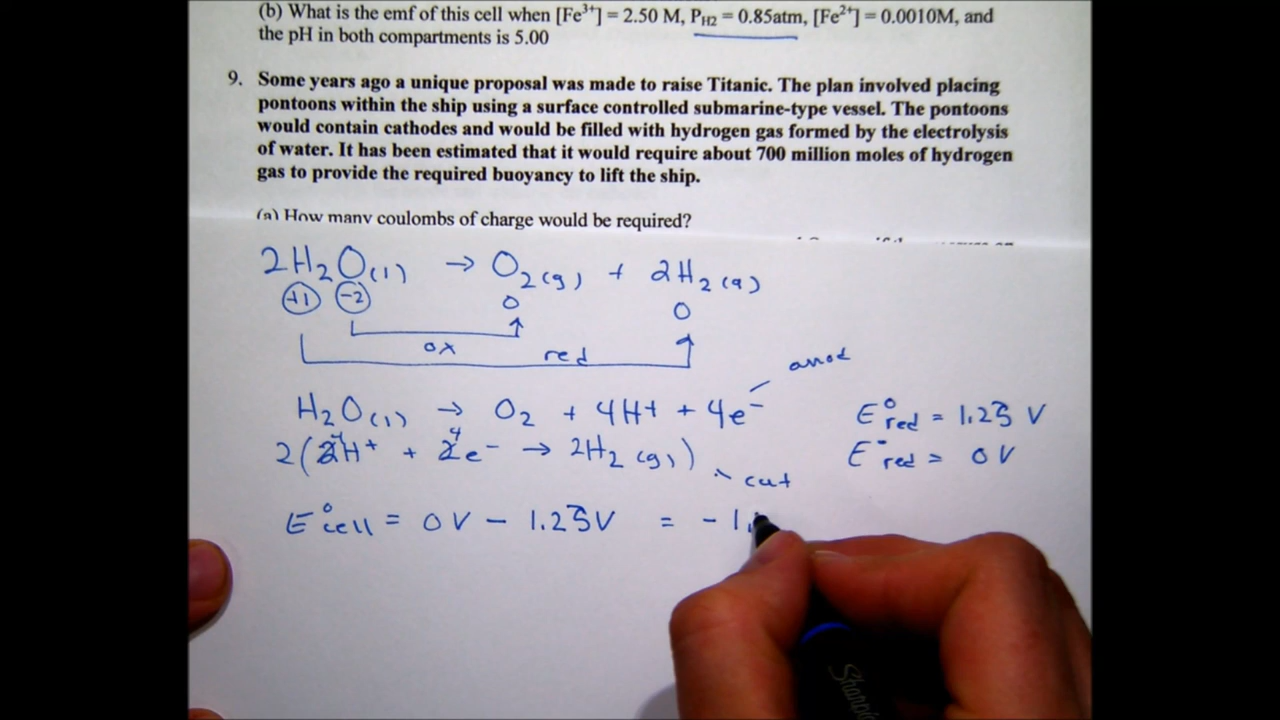 (b) What is the emf of this cell when [Fe³⁺] = 2.50 M, P_H2 = 0.85atm, [Fe²⁺] = 0.0010M, and
the pH in both compartments is 5.00
9. Some years ago a unique proposal was made to raise Titanic. The plan involved placing
pontoons within the ship using a surface controlled submarine-type vessel. The pontoons
would contain cathodes and would be filled with hydrogen gas formed by the electrolysis
of water. It has been estimated that it would require about 700 million moles of hydrogen
gas to provide the required buoyancy to lift the ship.
(a) How many coulombs of charge would be required?
2H₂O(l) → O₂(g) + 2H₂(g)
+1 -2 0 0
ox red
anod
H₂O(l) → O₂ + 4H+ + 4e⁻ E°red = 1.23 V
2(2H⁺ + 2e⁻ → 2H₂(g)) E°red = 0V
4 4
cat
E°cell = 0V - 1.23V = -1.
Sharpie